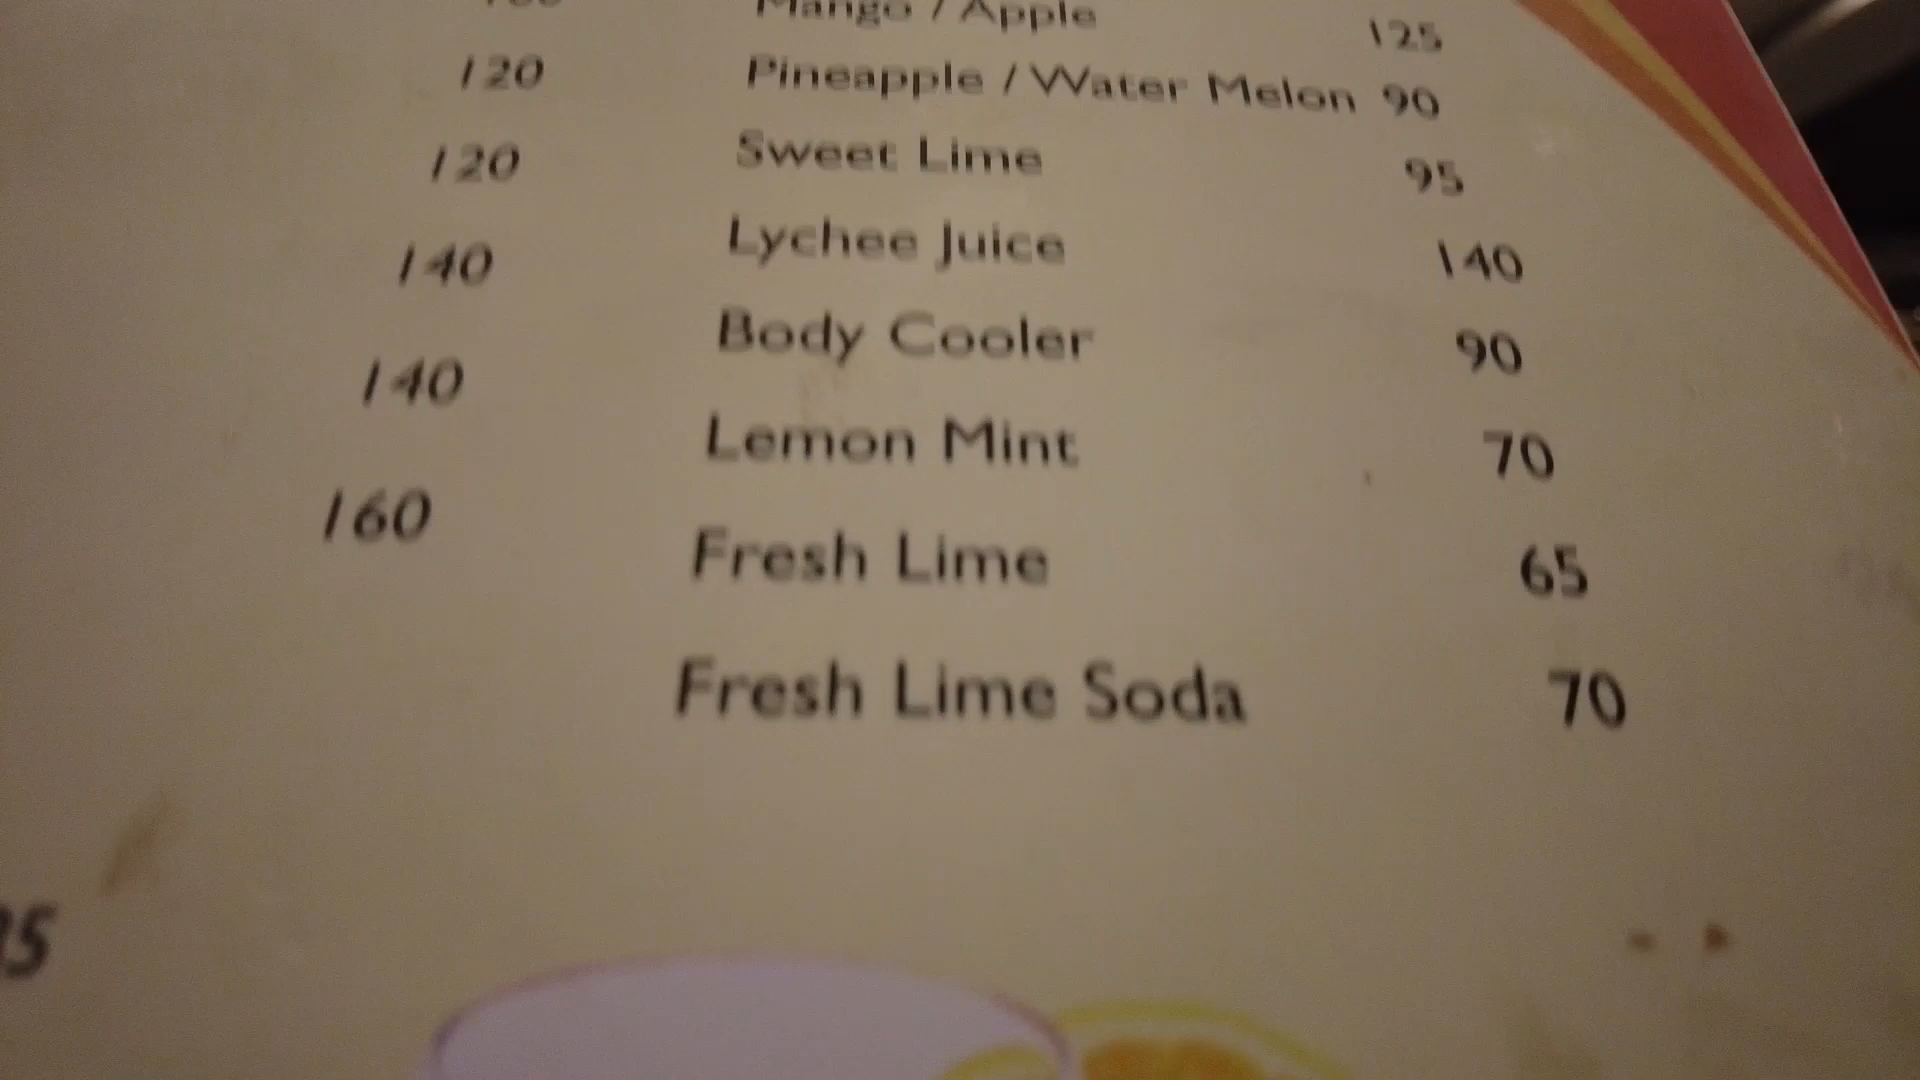 Mango / Apple 125
120
Pineapple / Water Melon 90
120
Sweet Lime 95
140
Lychee Juice 140
Body Cooler 90
140
Lemon Mint 70
160
Fresh Lime 65
Fresh Lime Soda 70